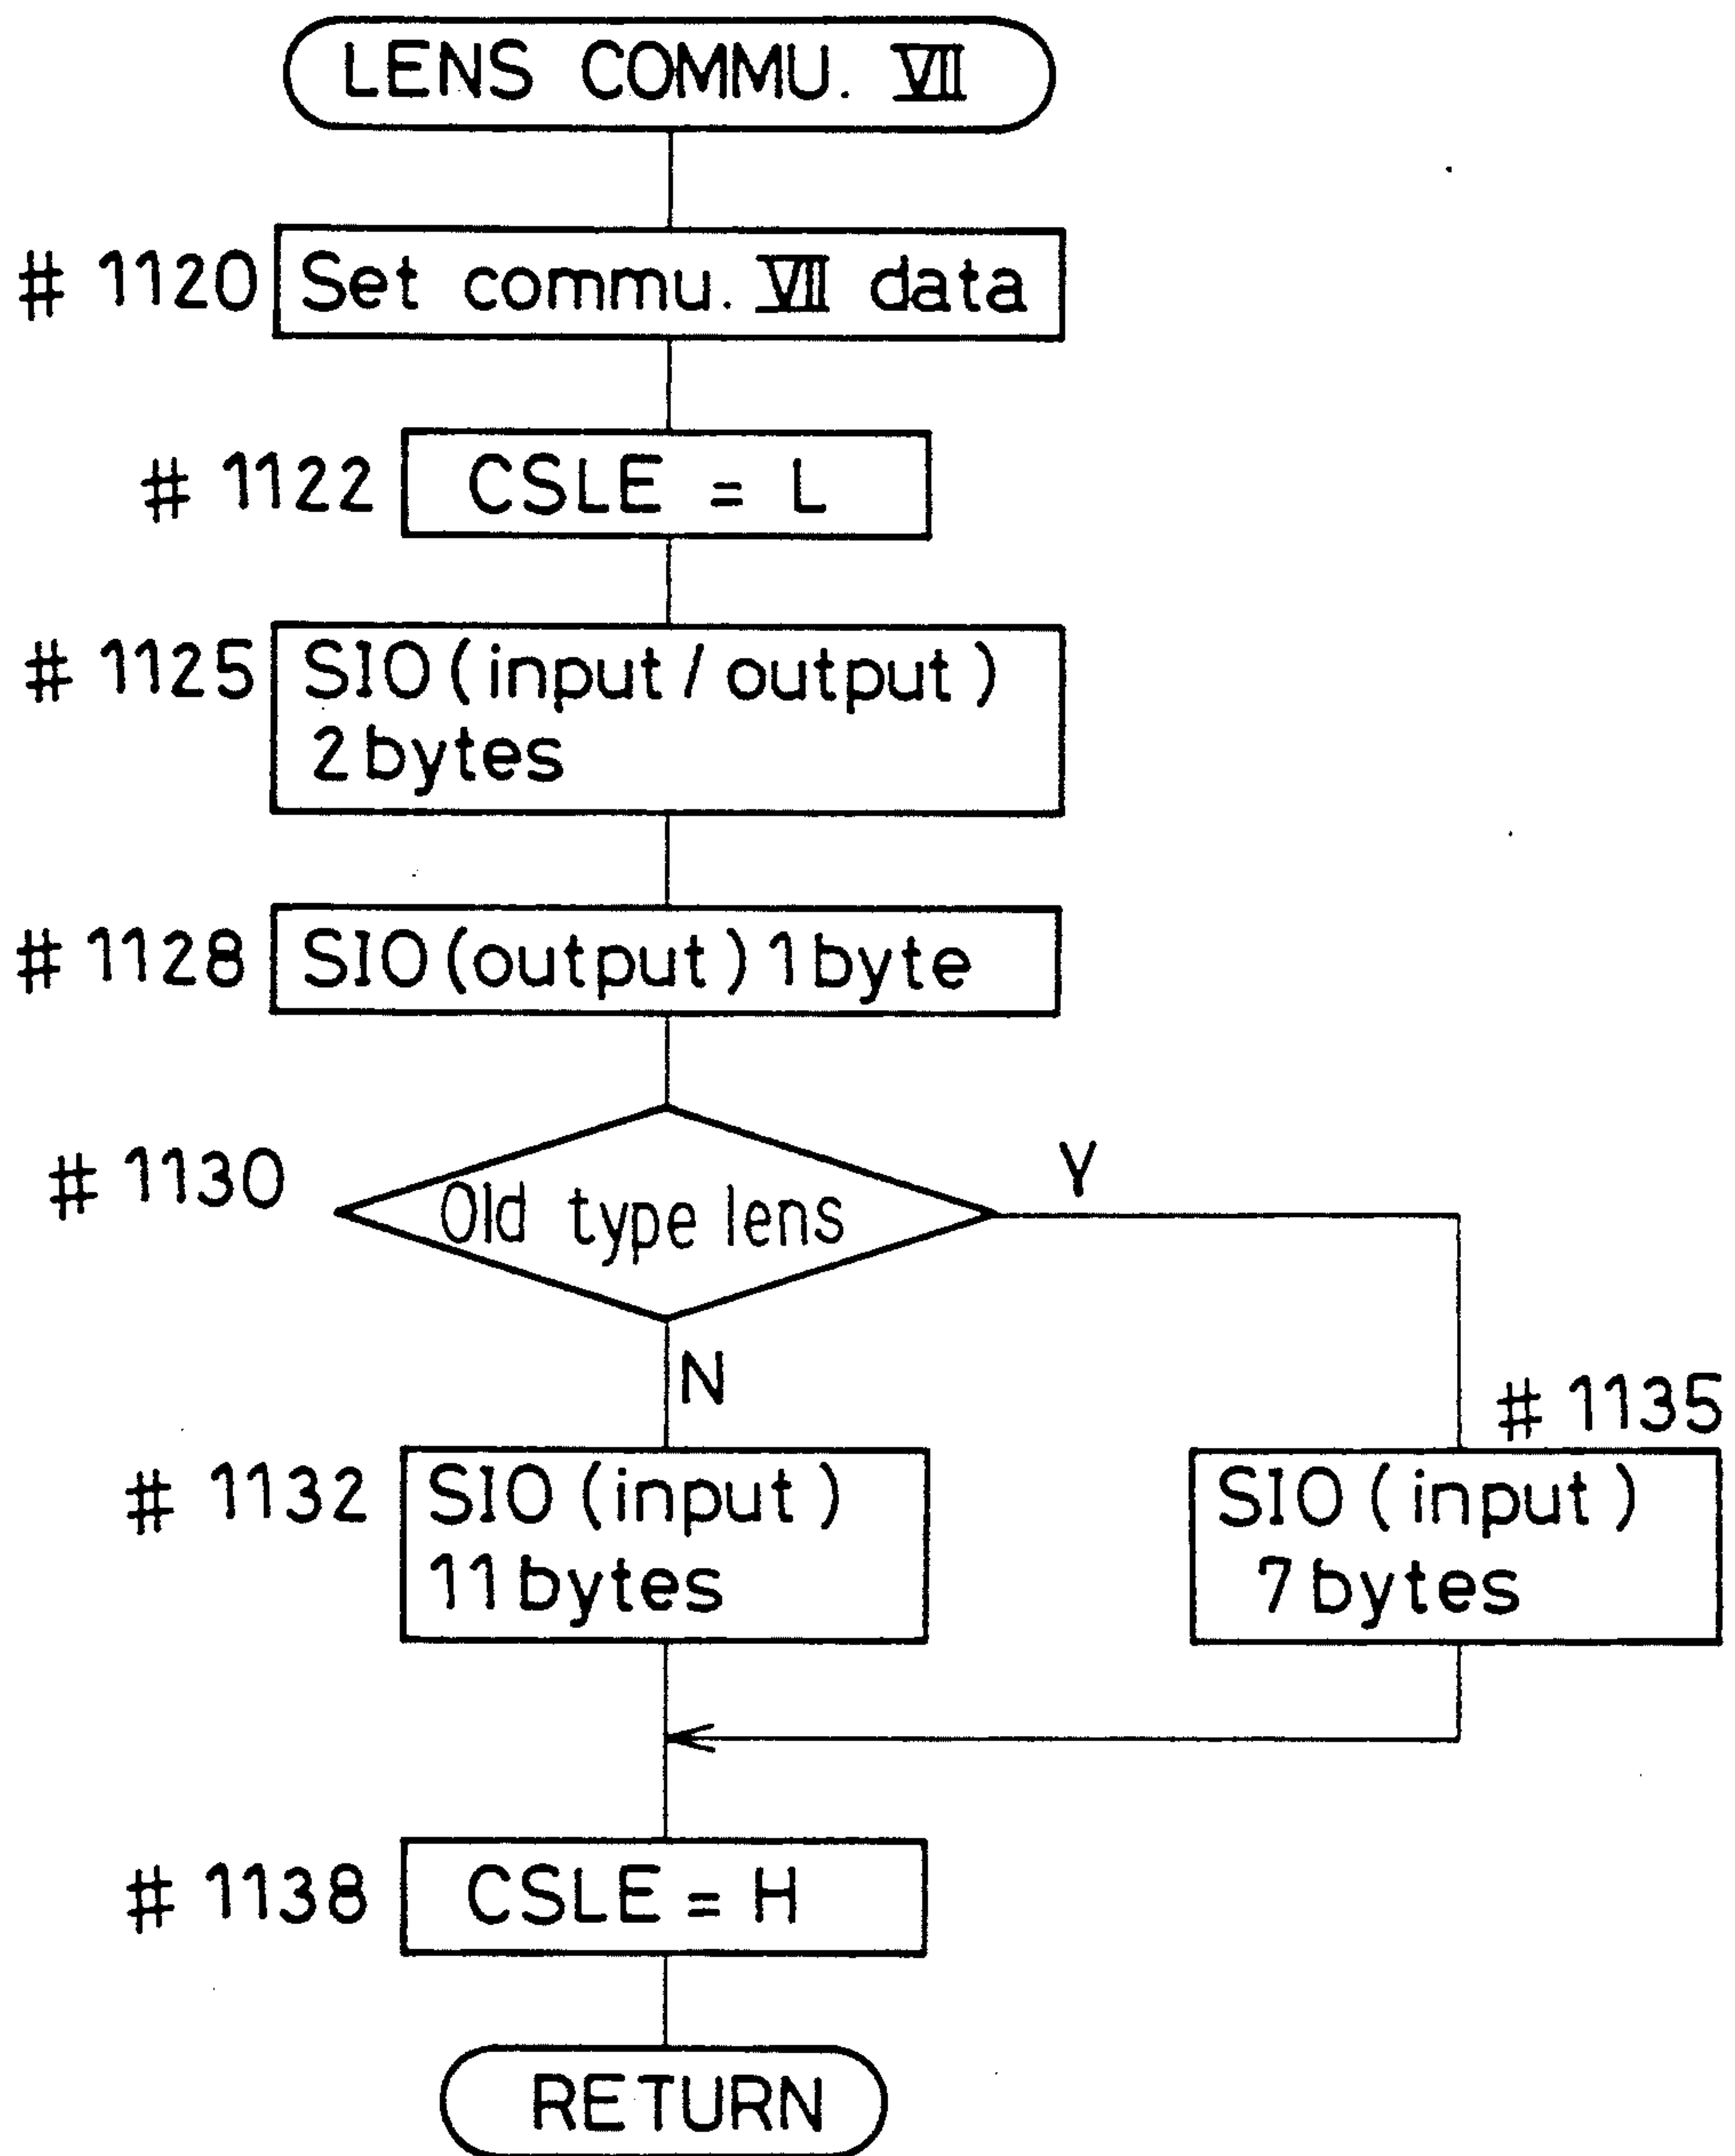 LENS COMMU. VII
# 1120 Set commu. VII data
# 1122 CSLE = L
# 1125 SIO (input / output)
2 bytes
# 1128 SIO (output) 1 byte
# 1130 Old type lens Y
N
# 1135
# 1132 SIO (input) SIO (input)
11 bytes 7 bytes
# 1138 CSLE = H
RETURN